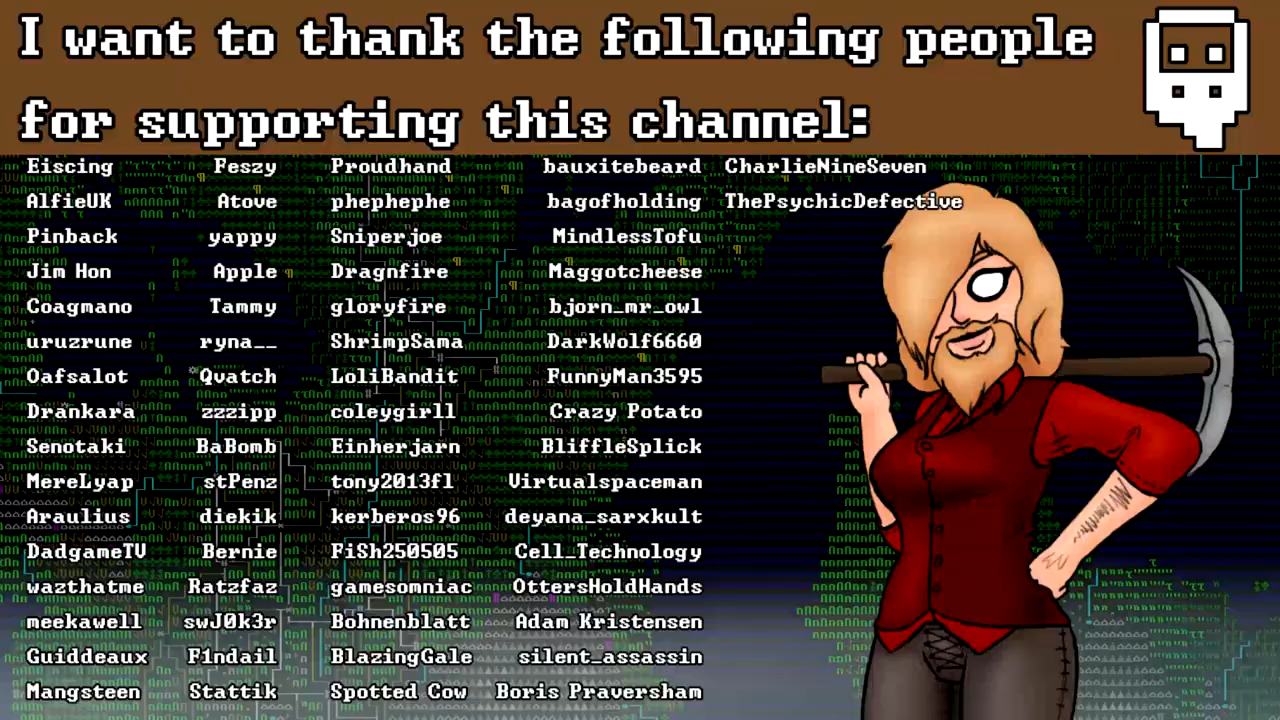 I want to thank the following people
for supporting this channel:
Eiscing Feszy Proudhand bauxitebeard CharlieNineSeven
AlfieUK Atove phephephe bagofholding ThePsychicDefective
Pinback yappy Sniperjoe MindlessTofu
Jim Hon Apple Dragnfire Maggotcheese
Coagmano Tammy gloryfire bjorn_mr_owl
uruzrune ryna__ ShrimpSama DarkWolf6660
Oafsalot Qvatch LoliBandit FunnyMan3595
Drankara zzzipp coleygirll Crazy Potato
Senotaki BaBomb Einherjarn BliffleSplick
MereLyap stPenz tony2013fl Virtualspaceman
Araulius diekik kerberos96 deyana_sarxkult
DadgameTV Bernie FiSh250505 Cell_Technology
wazthatme Ratzfaz gamesomniac OttersHoldHands
meekawell swJ0k3r Bohnenblatt Adam Kristensen
Guiddeaux F1ndail BlazingGale silent_assassin
Mangsteen Stattik Spotted Cow Boris Praversham